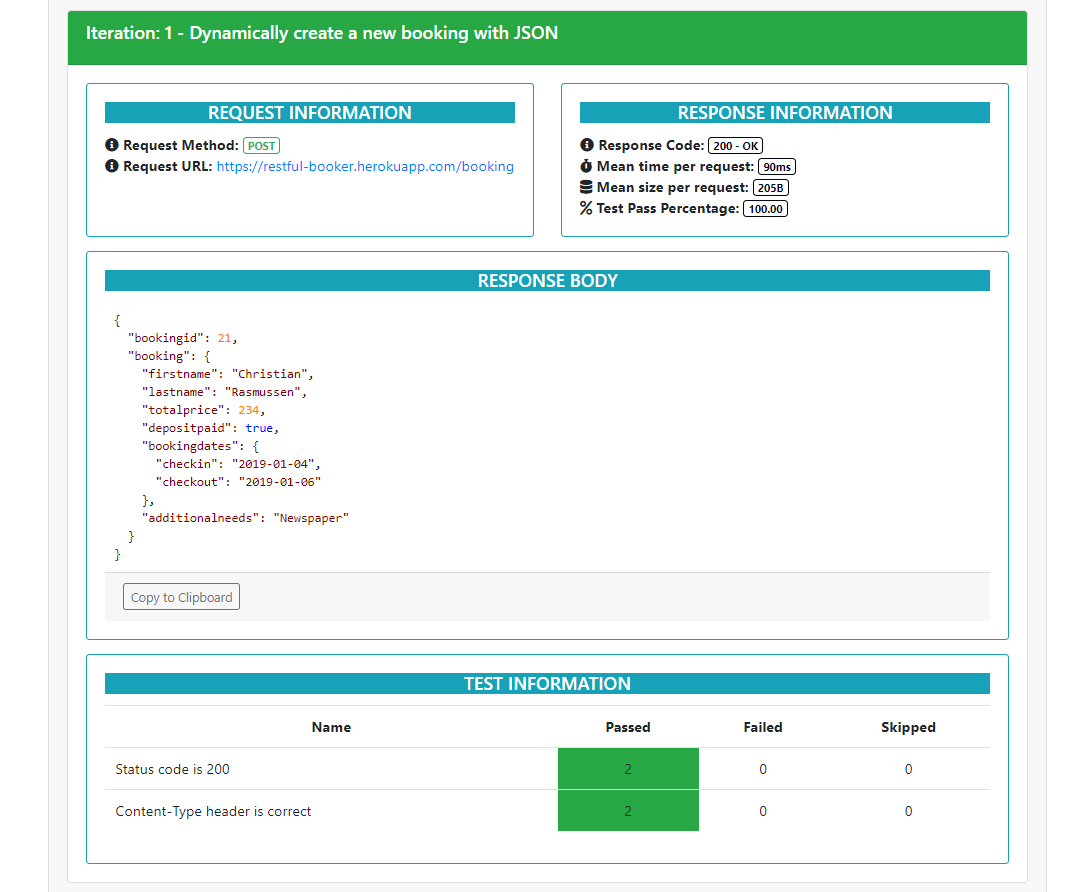 Iteration: 1 - Dynamically create a new booking with JSON
REQUEST INFORMATION
Request Method: POST
Request URL: https://restful-booker.herokuapp.com/booking
RESPONSE INFORMATION
Response Code: 200 - OK
Mean time per request: 90ms
Mean size per request: 205B
Test Pass Percentage: 100.00
RESPONSE BODY
{
  "bookingid": 21,
  "booking": {
    "firstname": "Christian",
    "lastname": "Rasmussen",
    "totalprice": 234,
    "depositpaid": true,
    "bookingdates": {
      "checkin": "2019-01-04",
      "checkout": "2019-01-06"
    },
    "additionalneeds": "Newspaper"
  }
}
Copy to Clipboard
TEST INFORMATION
Name Passed Failed Skipped
Status code is 200 2 0 0
Content-Type header is correct 2 0 0